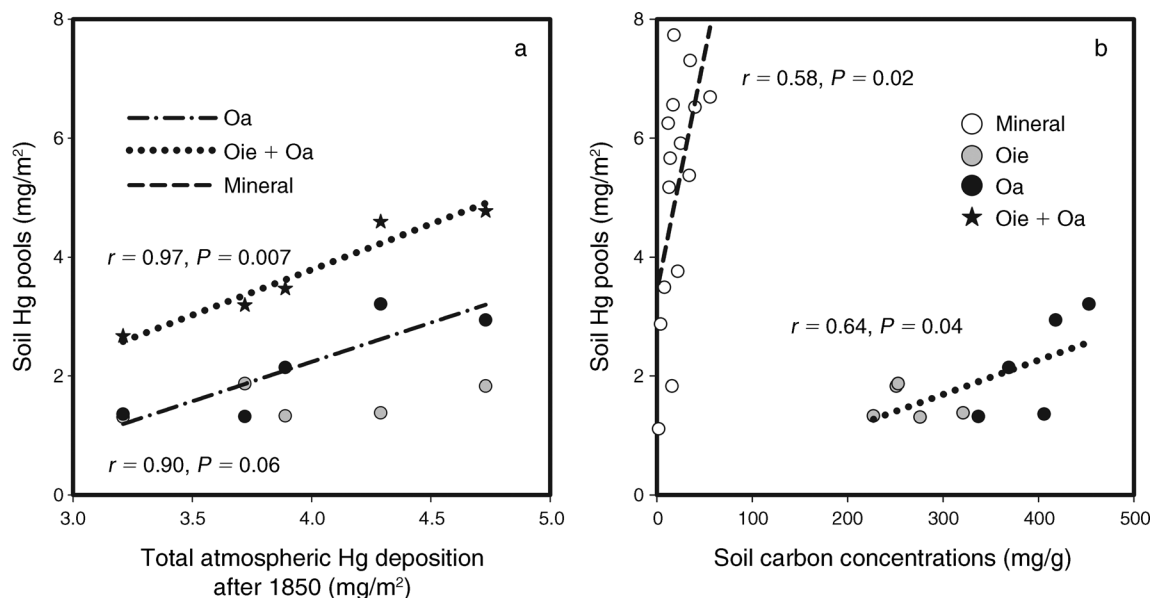 a
Oa
Oie + Oa
Mineral
r = 0.97, P = 0.007
r = 0.90, P = 0.06
8
6
4
2
0
Soil Hg pools (mg/m²)
3.0 3.5 4.0 4.5 5.0
Total atmospheric Hg deposition
after 1850 (mg/m²)
b
r = 0.58, P = 0.02
Mineral
Oie
Oa
Oie + Oa
r = 0.64, P = 0.04
8
6
4
2
0
Soil Hg pools (mg/m²)
0 100 200 300 400 500
Soil carbon concentrations (mg/g)